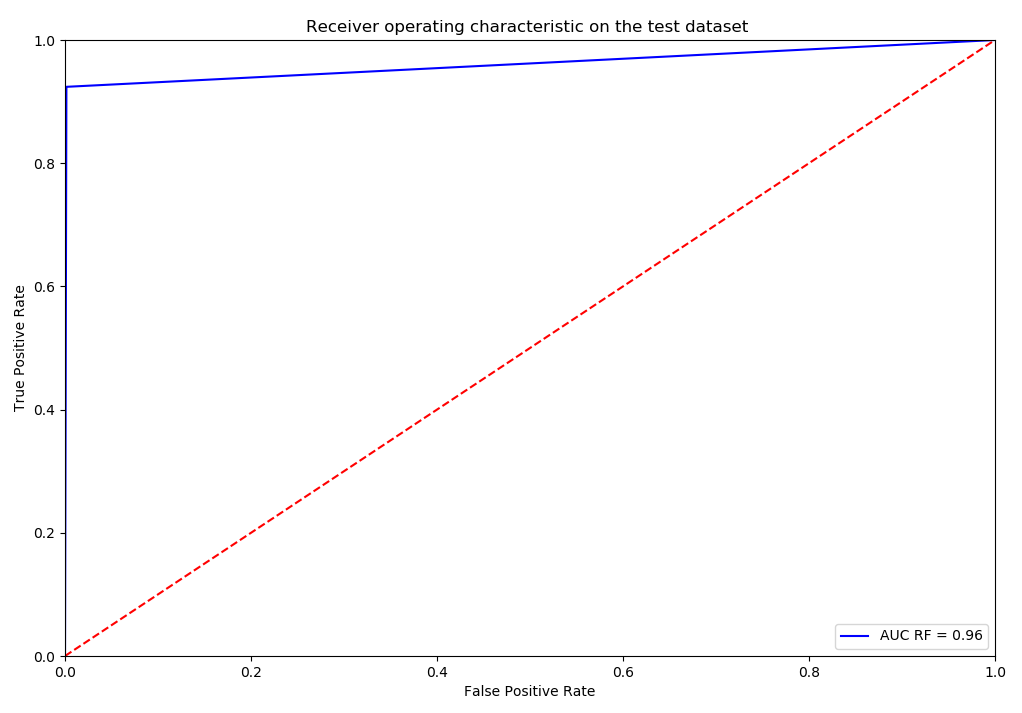 Receiver operating characteristic on the test dataset
1.0
0.8
0.6
0.4
0.2
0.0
True Positive Rate
AUC RF = 0.96
0.0 0.2 0.4 0.6 0.8 1.0
False Positive Rate